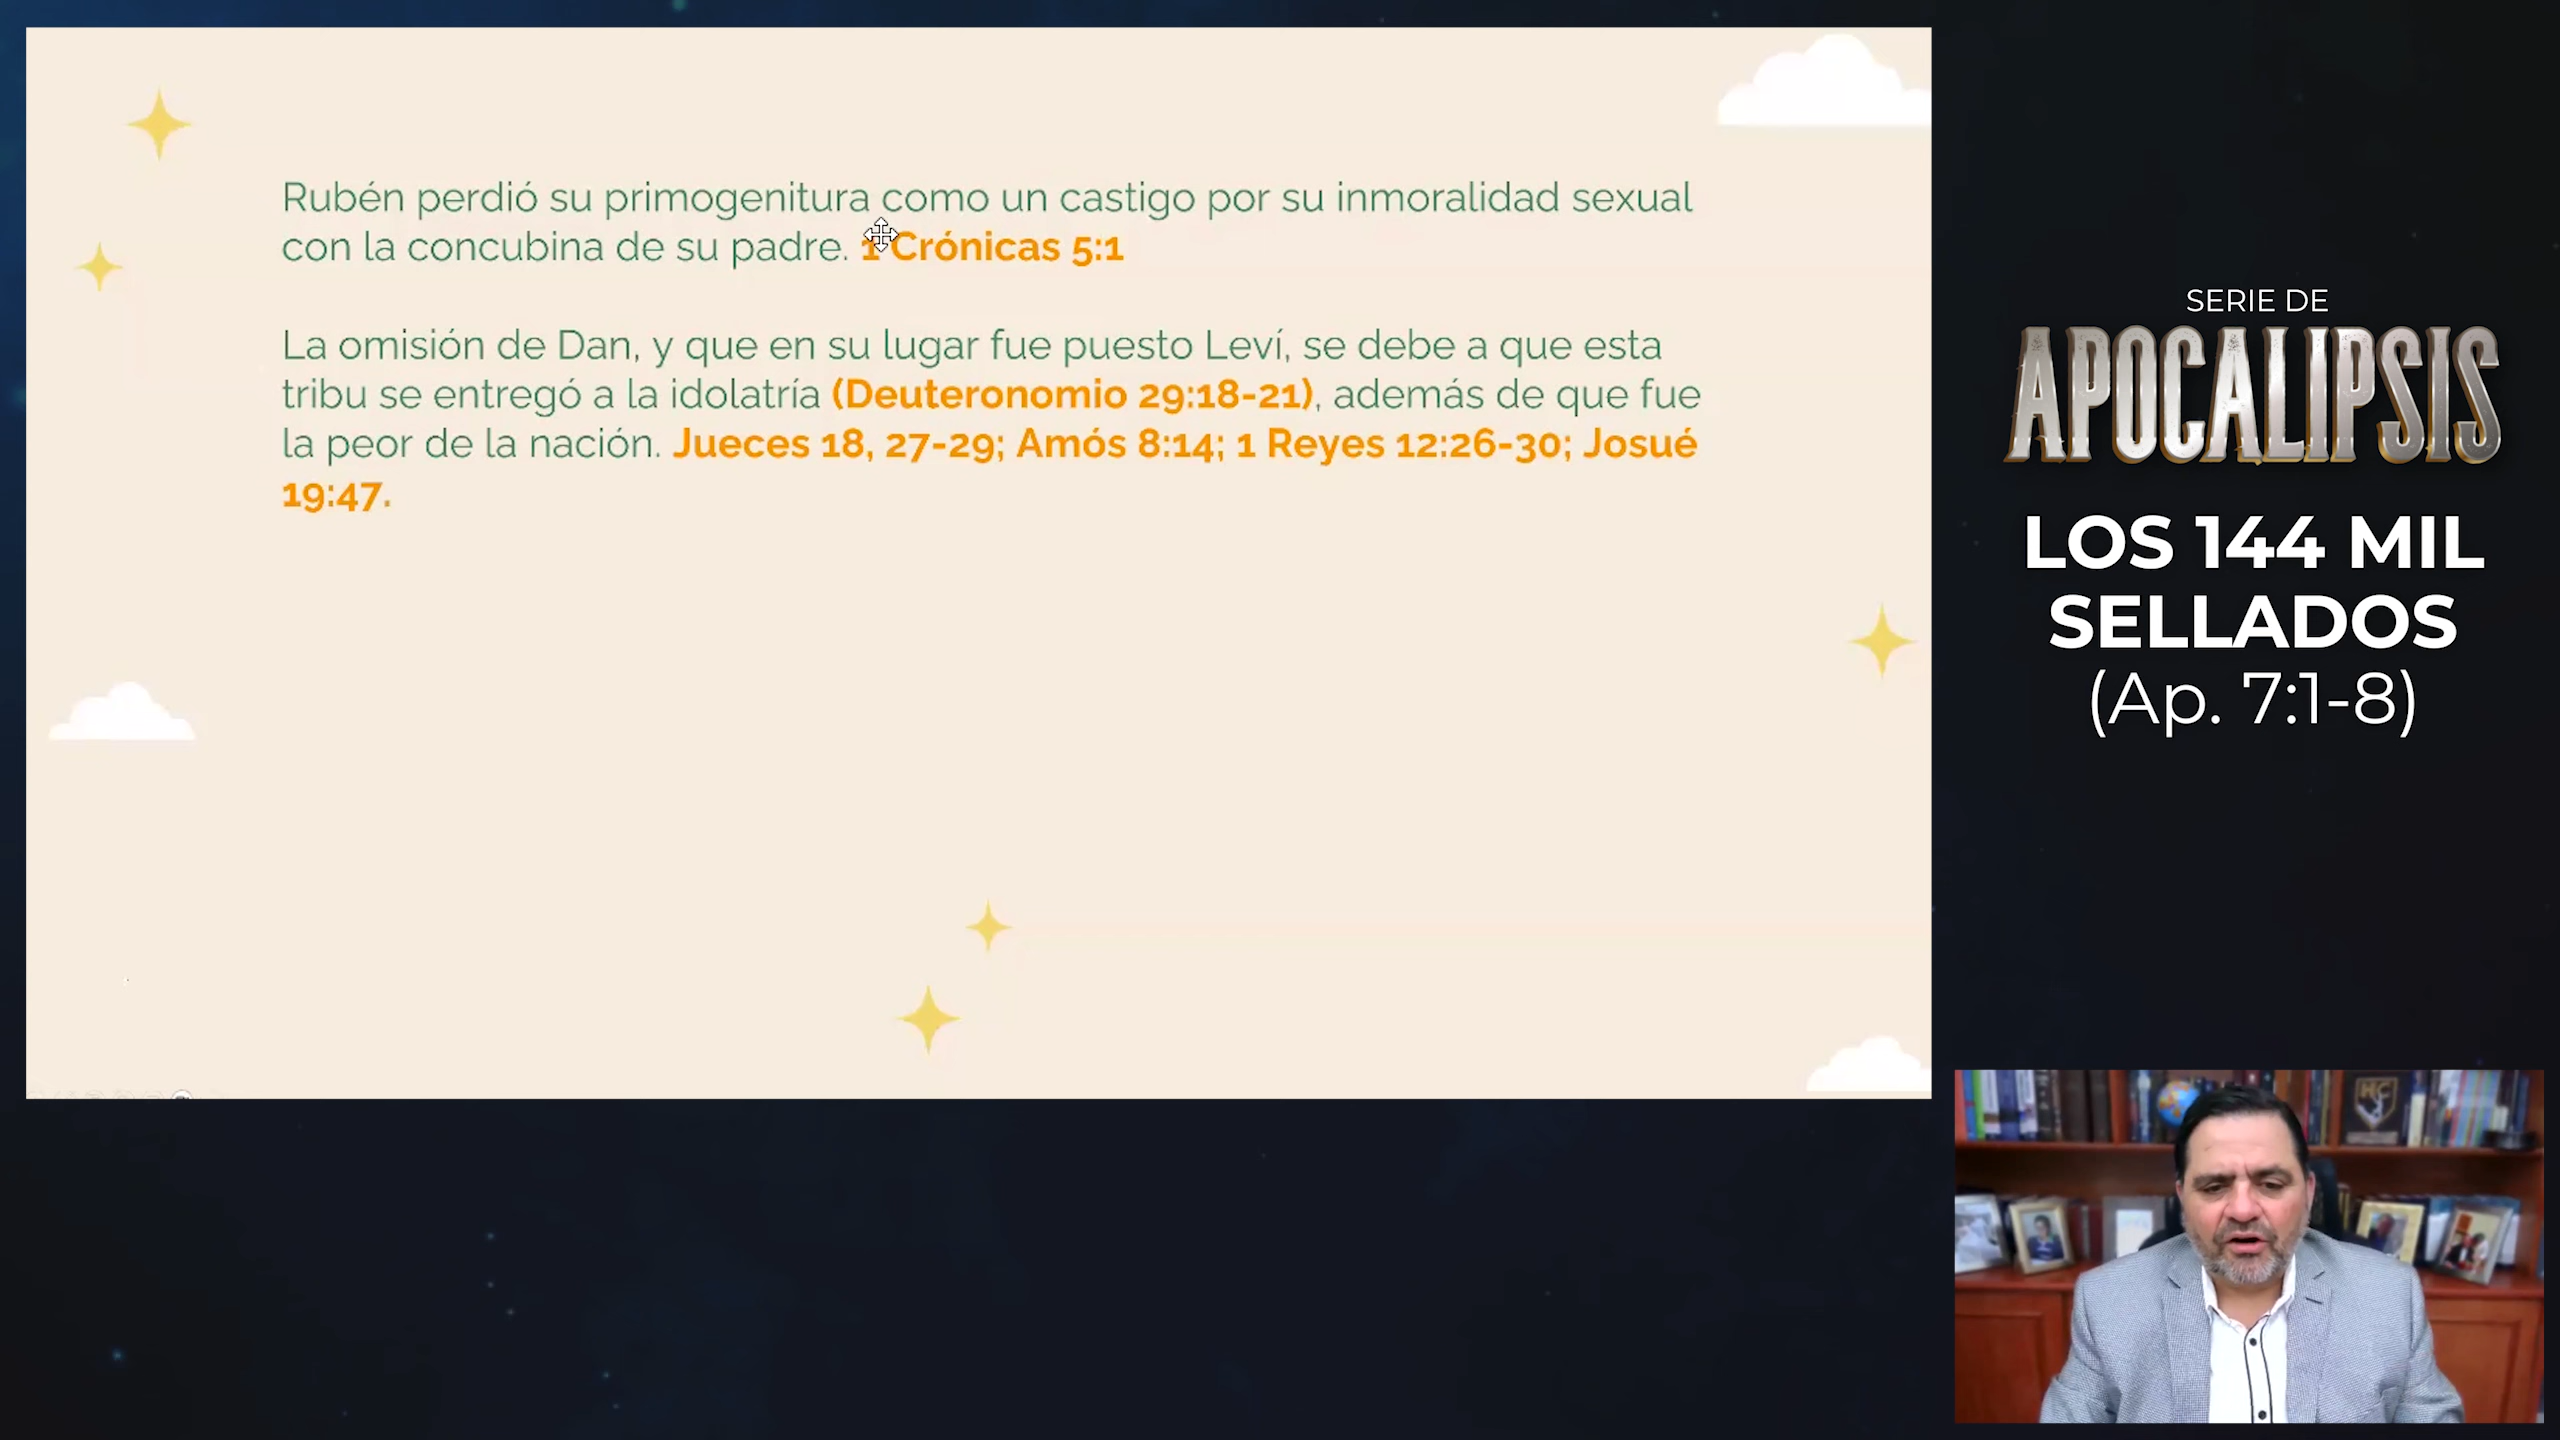 Rubén perdió su primogenitura como un castigo por su inmoralidad sexual
con la concubina de su padre. 1 Crónicas 5:1
La omisión de Dan, y que en su lugar fue puesto Leví, se debe a que esta
tribu se entregó a la idolatría (Deuteronomio 29:18-21), además de que fue
la peor de la nación. Jueces 18, 27-29; Amós 8:14; 1 Reyes 12:26-30; Josué
19:47.
SERIE DE
APOCALIPSIS
LOS 144 MIL
SELLADOS
(Ap. 7:1-8)
HC